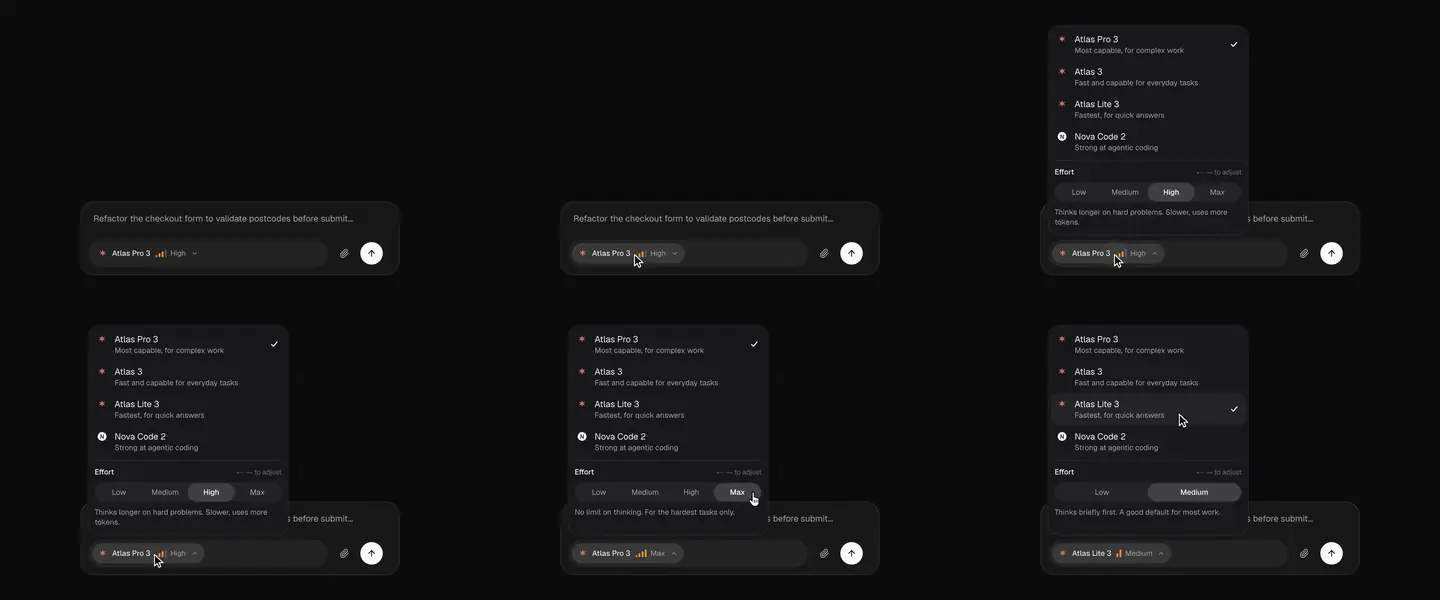 Refactor the checkout form to validate postcodes before submit...
Atlas Pro 3 High
Refactor the checkout form to validate postcodes before submit...
Atlas Pro 3 High
Atlas Pro 3
Most capable, for complex work
Atlas 3
Fast and capable for everyday tasks
Atlas Lite 3
Fastest, for quick answers
N Nova Code 2
Strong at agentic coding
Effort ←→ to adjust
Low Medium High Max
Thinks longer on hard problems. Slower, uses more
tokens.
s before submit...
Atlas Pro 3 High
Atlas Pro 3
Most capable, for complex work
Atlas 3
Fast and capable for everyday tasks
Atlas Lite 3
Fastest, for quick answers
N Nova Code 2
Strong at agentic coding
Effort ←→ to adjust
Low Medium High Max
Thinks longer on hard problems. Slower, uses more
tokens.
s before submit...
Atlas Pro 3 High
Atlas Pro 3
Most capable, for complex work
Atlas 3
Fast and capable for everyday tasks
Atlas Lite 3
Fastest, for quick answers
N Nova Code 2
Strong at agentic coding
Effort ←→ to adjust
Low Medium High Max
No limit on thinking. For the hardest tasks only.
s before submit...
Atlas Pro 3 Max
Atlas Pro 3
Most capable, for complex work
Atlas 3
Fast and capable for everyday tasks
Atlas Lite 3
Fastest, for quick answers
N Nova Code 2
Strong at agentic coding
Effort ←→ to adjust
Low Medium
Thinks briefly first. A good default for most work.
s before submit...
Atlas Lite 3 Medium